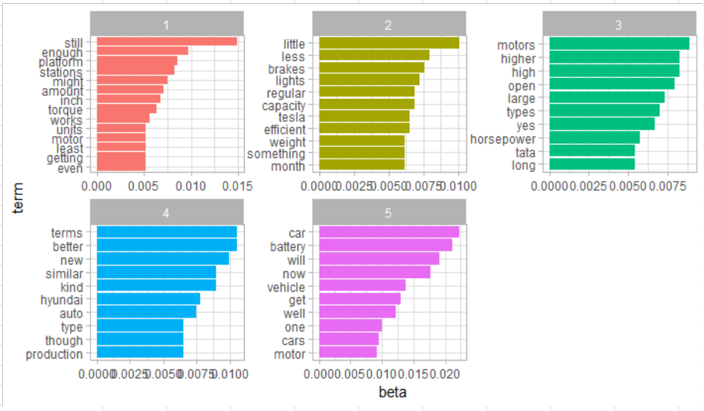 1
still
enough
platform
stations
might
amount
inch
torque
works
units
motor
least
getting
even
0.000 0.005 0.010 0.015
2
little
less
brakes
lights
regular
capacity
tesla
efficient
weight
something
month
0.0000 0.0025 0.0050 0.0075 0.0100
3
motors
higher
high
open
large
types
yes
horsepower
tata
long
0.0000 0.0025 0.0050 0.0075
term
4
terms
better
new
similar
kind
hyundai
auto
type
though
production
0.0000 0.0025 0.0050 0.0075 0.0100
5
car
battery
will
now
vehicle
get
well
one
cars
motor
0.000 0.005 0.010 0.015 0.020
beta